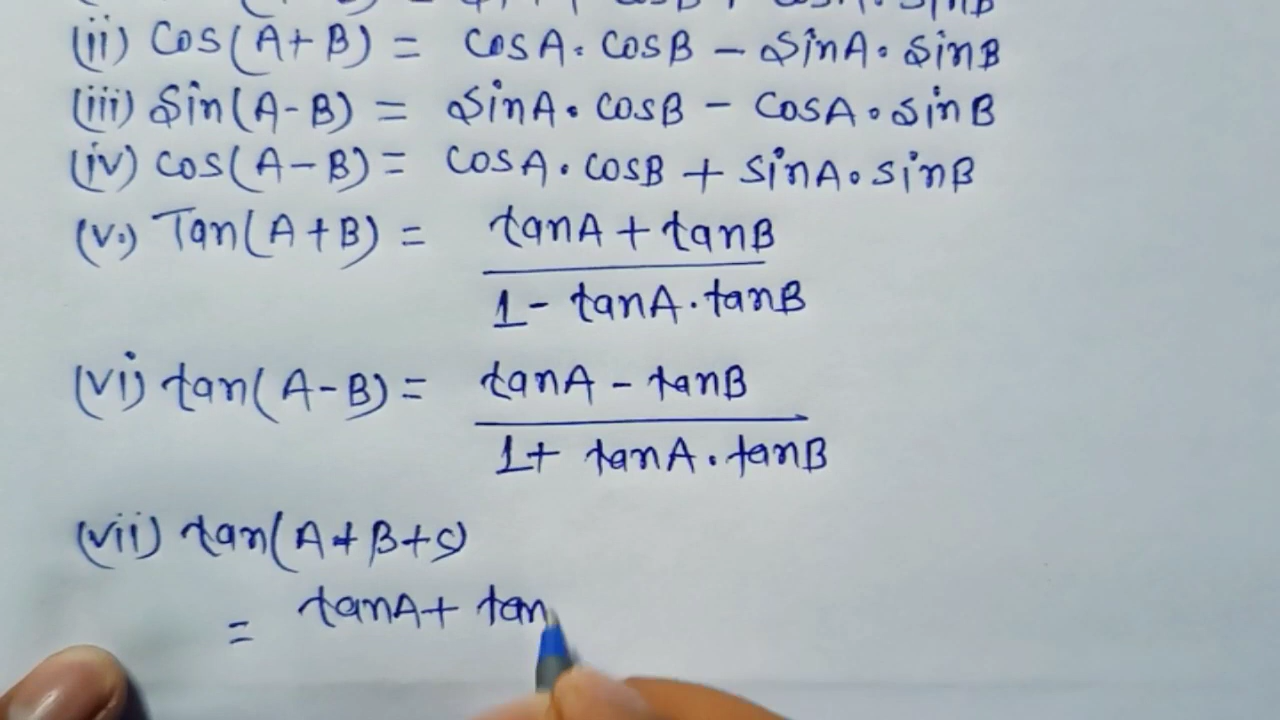 (ii) Cos(A+B) = cosA.cosB - sinA.sinB
(iii) Sin(A-B) = sinA.cosB - cosA.sinB
(iv) cos(A-B) = cosA.cosB + sinA.sinB
(v.) Tan(A+B) = tanA + tanB
1 - tanA.tanB
(vi) tan(A-B) = tanA - tanB
1+ tanA.tanB
(vii) tan(A+B+C)
= tanA+ tan